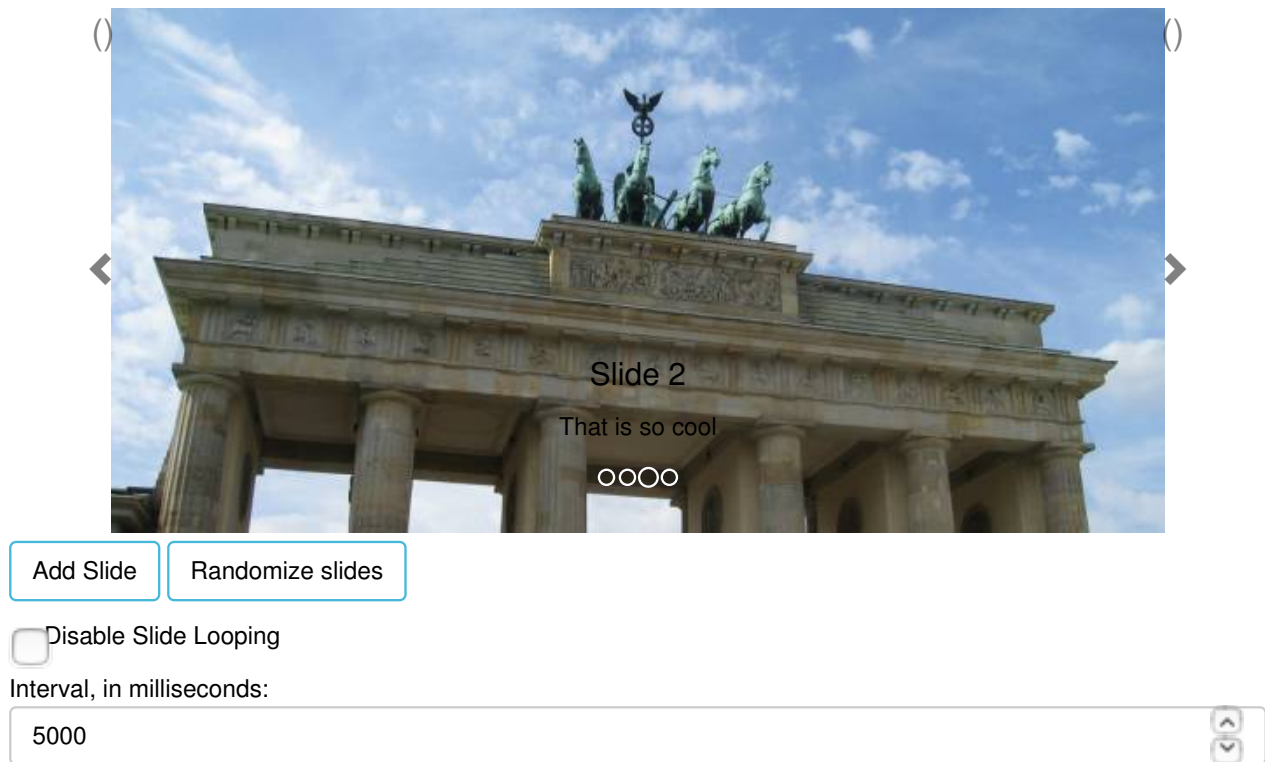 ()
()
Slide 2
That is so cool
Add Slide
Randomize slides
Disable Slide Looping
Interval, in milliseconds:
5000